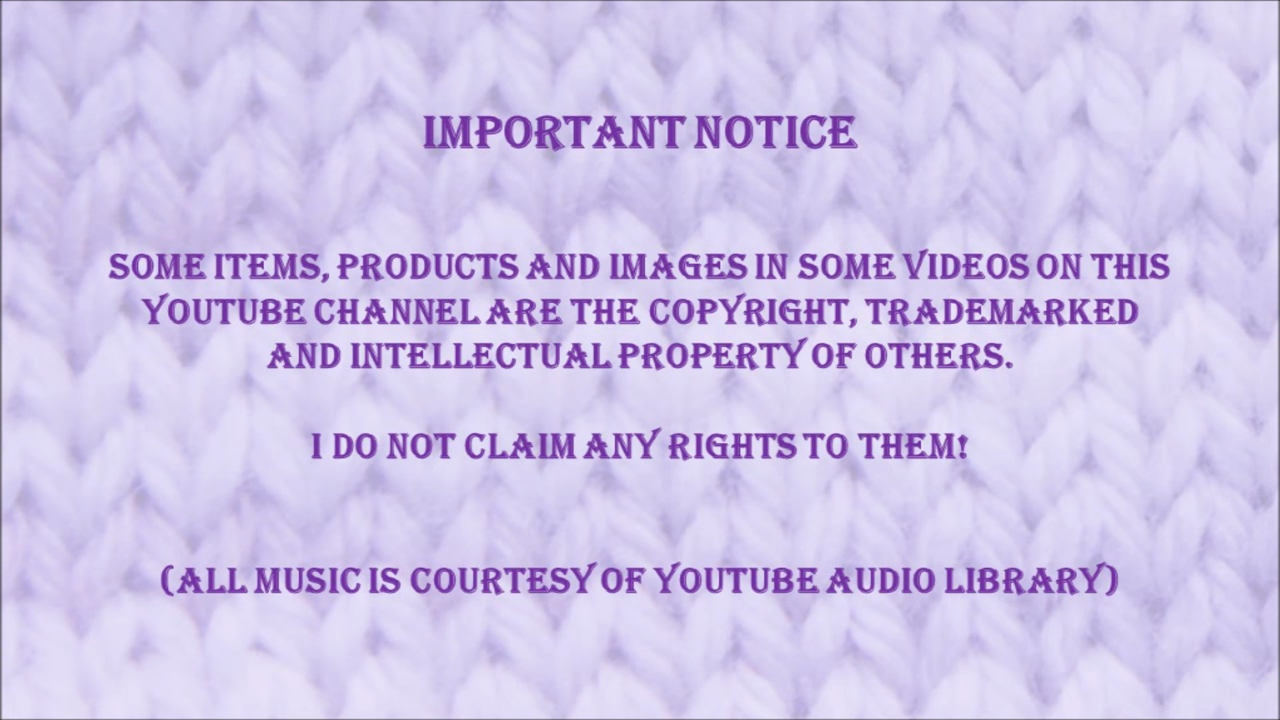 IMPORTANT NOTICE
SOME ITEMS, PRODUCTS AND IMAGES IN SOME VIDEOS ON THIS
YOUTUBE CHANNEL ARE THE COPYRIGHT, TRADEMARKED
AND INTELLECTUAL PROPERTY OF OTHERS.
I DO NOT CLAIM ANY RIGHTS TO THEM!
(ALL MUSIC IS COURTESY OF YOUTUBE AUDIO LIBRARY)